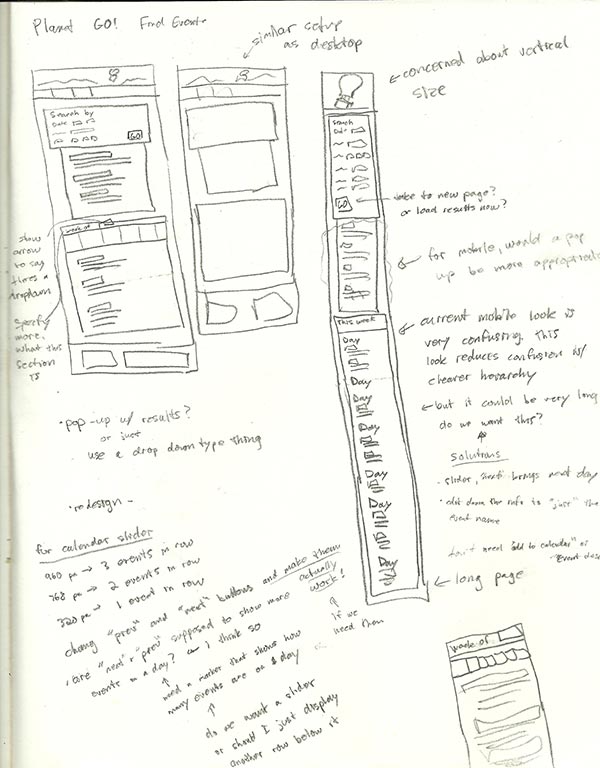 Planet GO! Find Events
similar setup
as desktop
concerned about vertical
size
Search by
Date
GO
Search
Date
GO
take to new page?
or load results now?
show
arrow
to say
there's a
dropdown
week of
Specify
more,
what this
section
is
for mobile, would a pop
up be more appropriate
This week
Day
Day
Day
Day
Day
Day
Day
current mobile look is
very confusing. This
look reduces confusion w/
clearer hierarchy
but it could be very long
do we want this?
solutions
- slider, brings next day
• edit down the info to "just" the
event name
don't need "add to calendar" or
"event desc
long page
• pop-up w/ results?
or just
use a drop down type thing
• redesign -
for calendar slider
960 px → 3 events in row
768 px → 2 events in row
320 px → 1 event in row
chang "prev" and "next" buttons and make them
actually
work!
• are "next" + "prev" supposed to show more
events in a day? I think so
if we
need them
need a marker that shows how
many events are on a day
do we want a slider
or should I just display
another row below it
week of